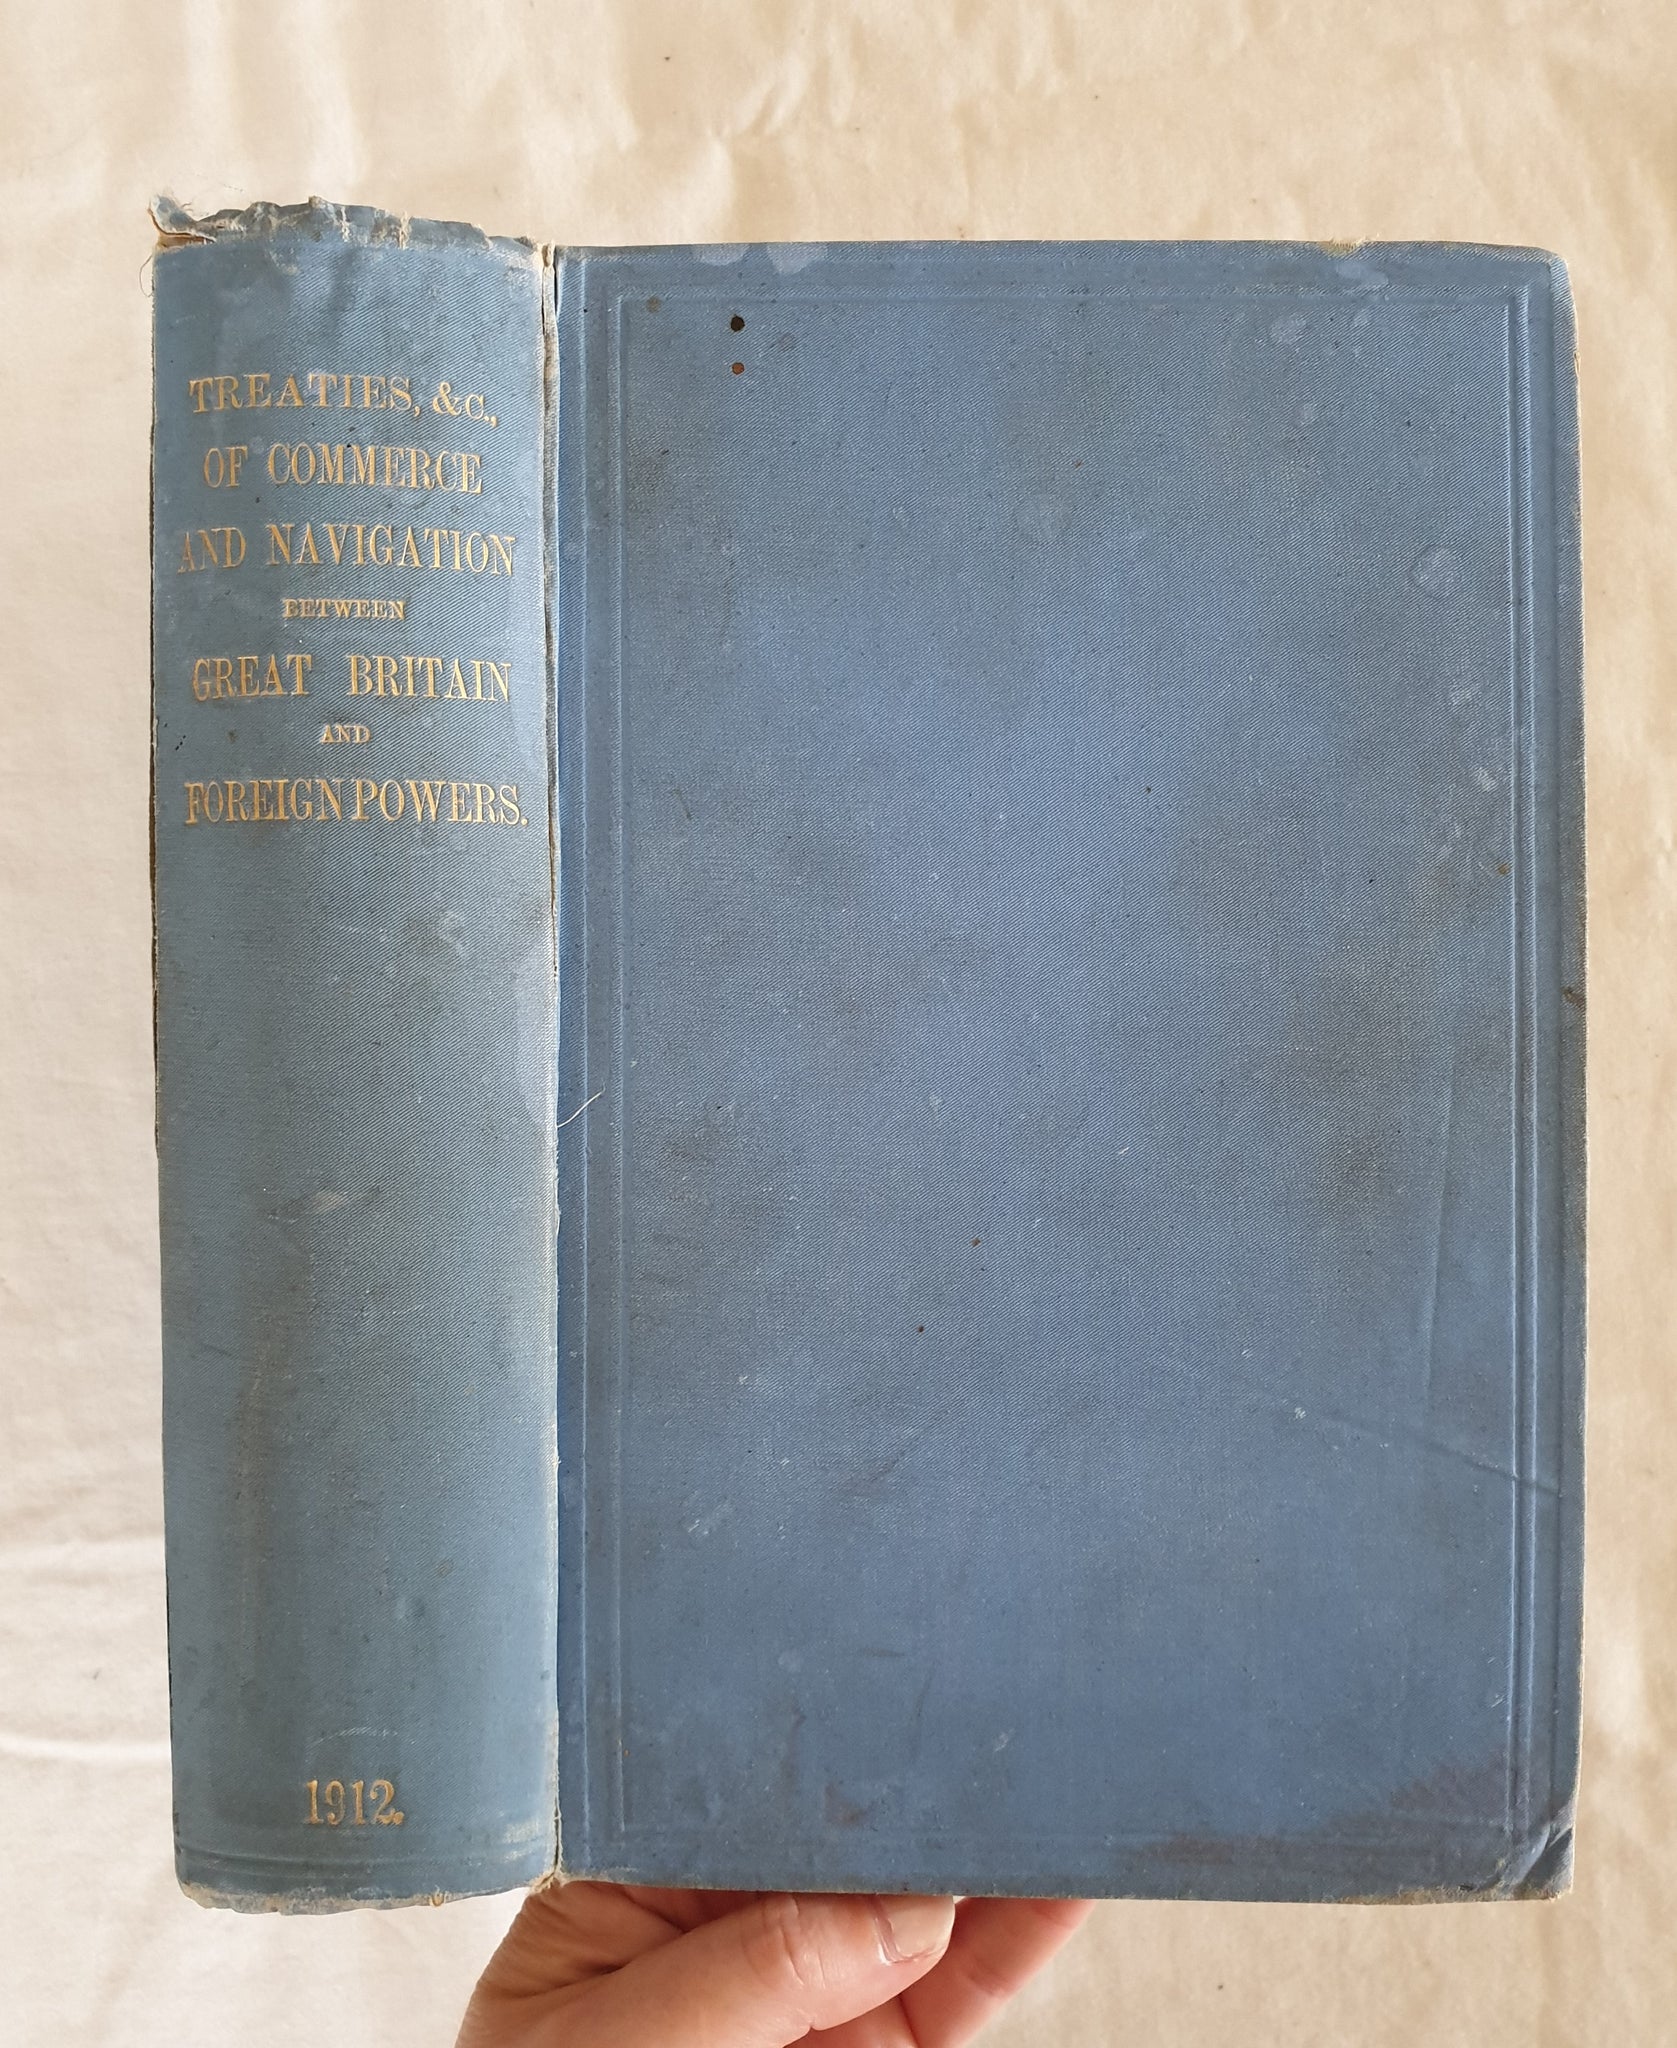 TREATIES, &C.,
OF COMMERCE
AND NAVIGATION
BETWEEN
GREAT BRITAIN
AND
FOREIGN POWERS.
1912.